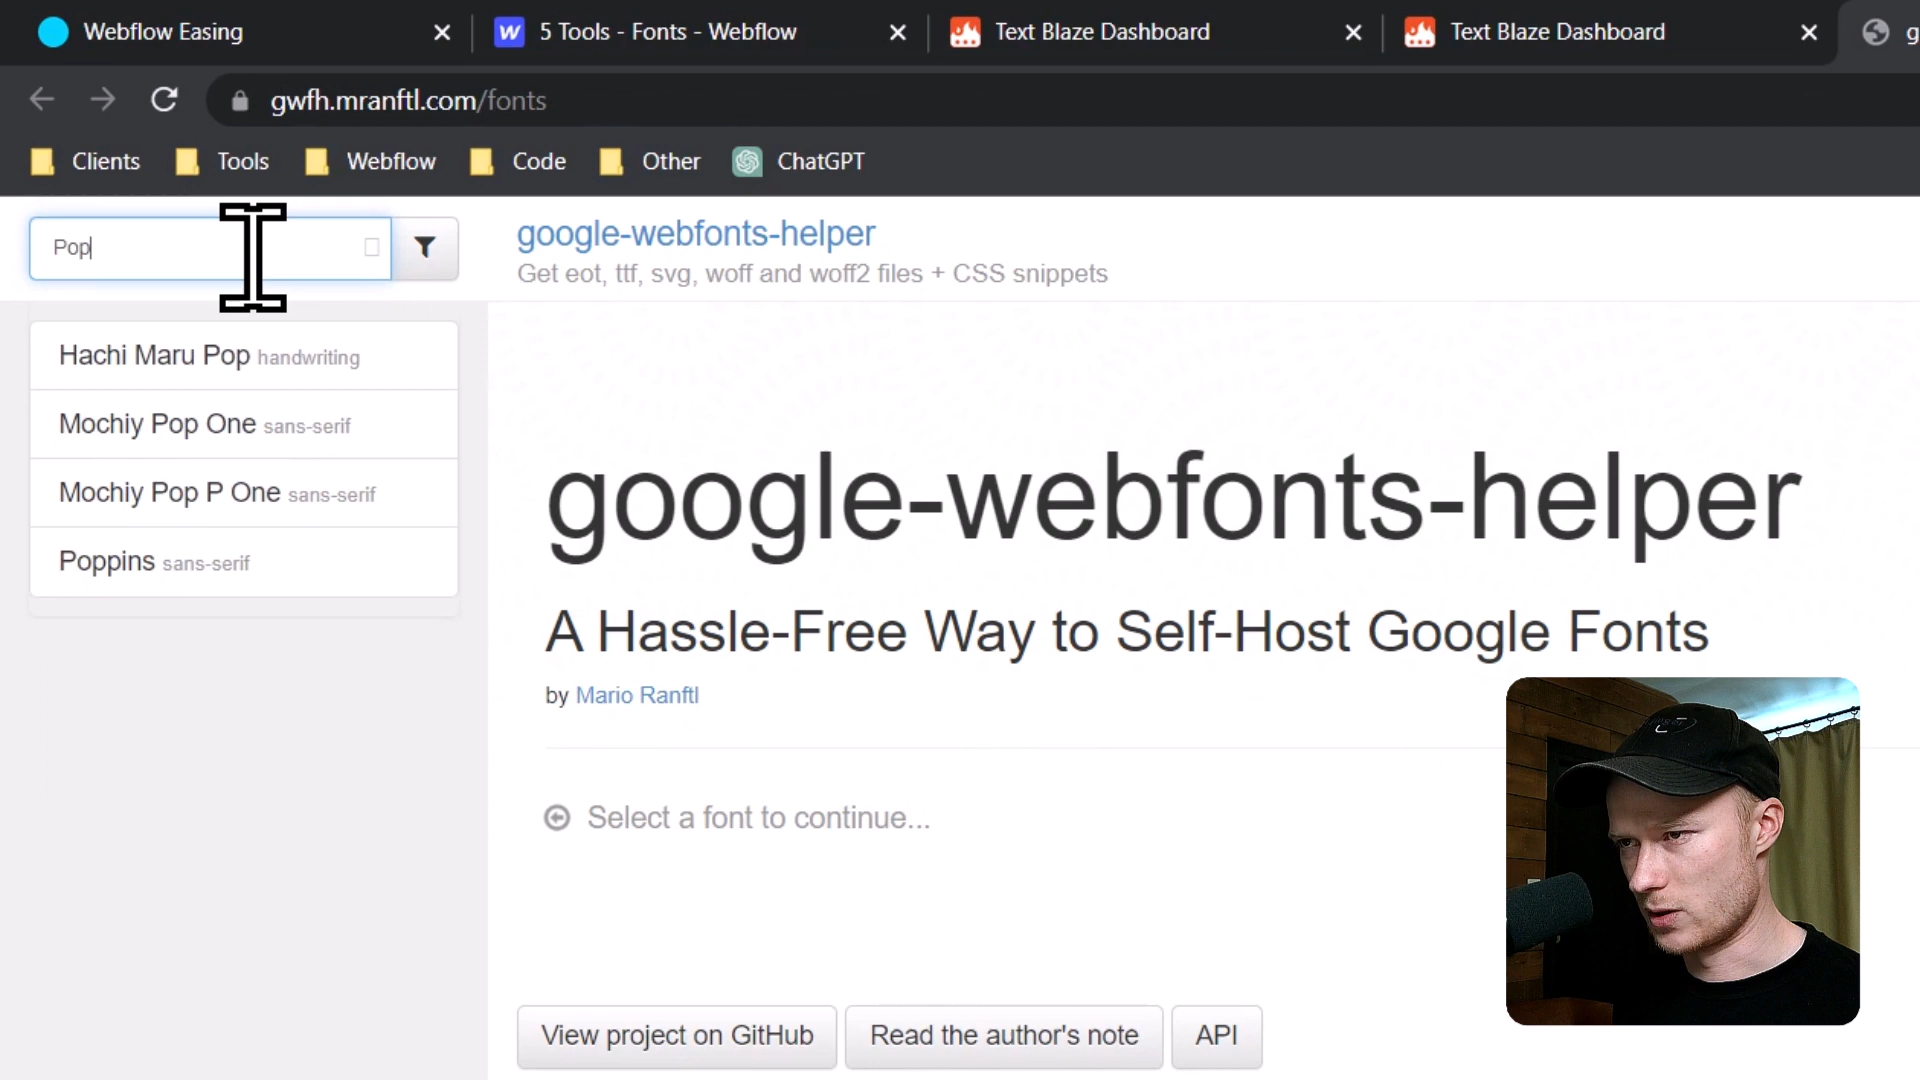 Webflow Easing
5 Tools - Fonts - Webflow
Text Blaze Dashboard
Text Blaze Dashboard
g
gwfh.mranftl.com/fonts
Clients
Tools
Webflow
Code
Other
ChatGPT
Pop
google-webfonts-helper
Get eot, ttf, svg, woff and woff2 files + CSS snippets
Hachi Maru Pop handwriting
Mochiy Pop One sans-serif
Mochiy Pop P One sans-serif
Poppins sans-serif
google-webfonts-helper
A Hassle-Free Way to Self-Host Google Fonts
by Mario Ranftl
Select a font to continue...
View project on GitHub
Read the author's note
API